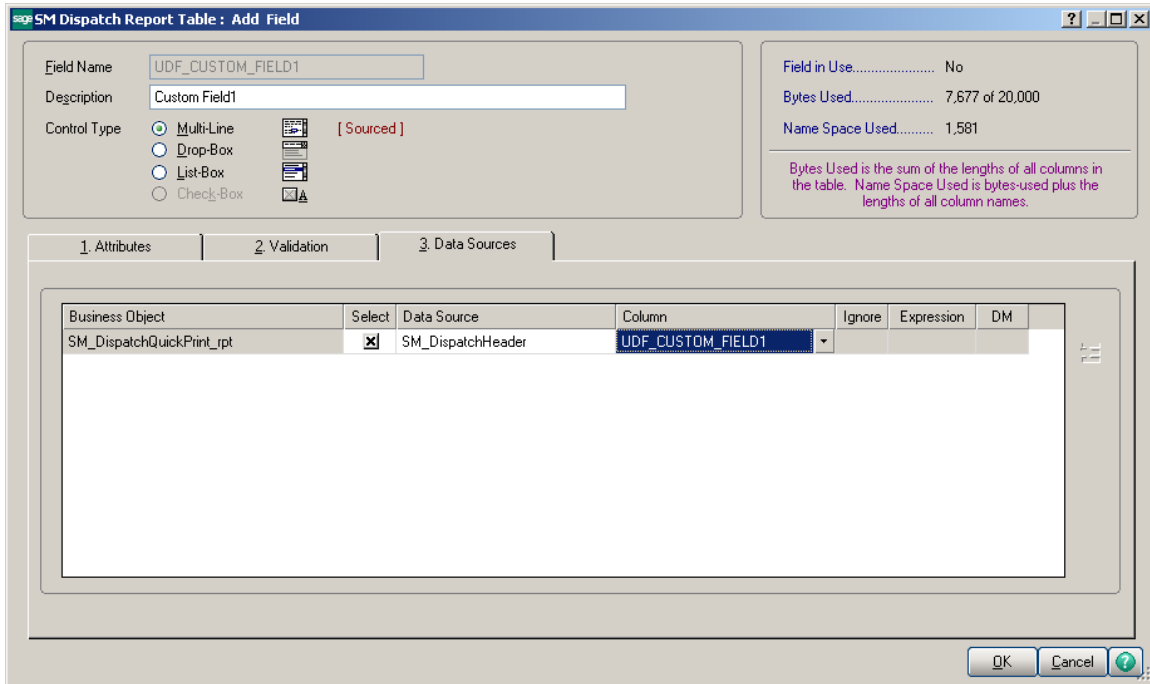 sage SM Dispatch Report Table : Add Field
Field Name UDF_CUSTOM_FIELD1
Description Custom Field1
Control Type Multi-Line [ Sourced ]
Drop-Box
List-Box
Check-Box
Field in Use...................... No
Bytes Used..................... 7,677 of 20,000
Name Space Used......... 1,581
Bytes Used is the sum of the lengths of all columns in
the table. Name Space Used is bytes-used plus the
lengths of all column names.
1. Attributes 2. Validation 3. Data Sources
Business Object Select Data Source Column Ignore Expression DM
SM_DispatchQuickPrint_rpt SM_DispatchHeader UDF_CUSTOM_FIELD1
OK Cancel